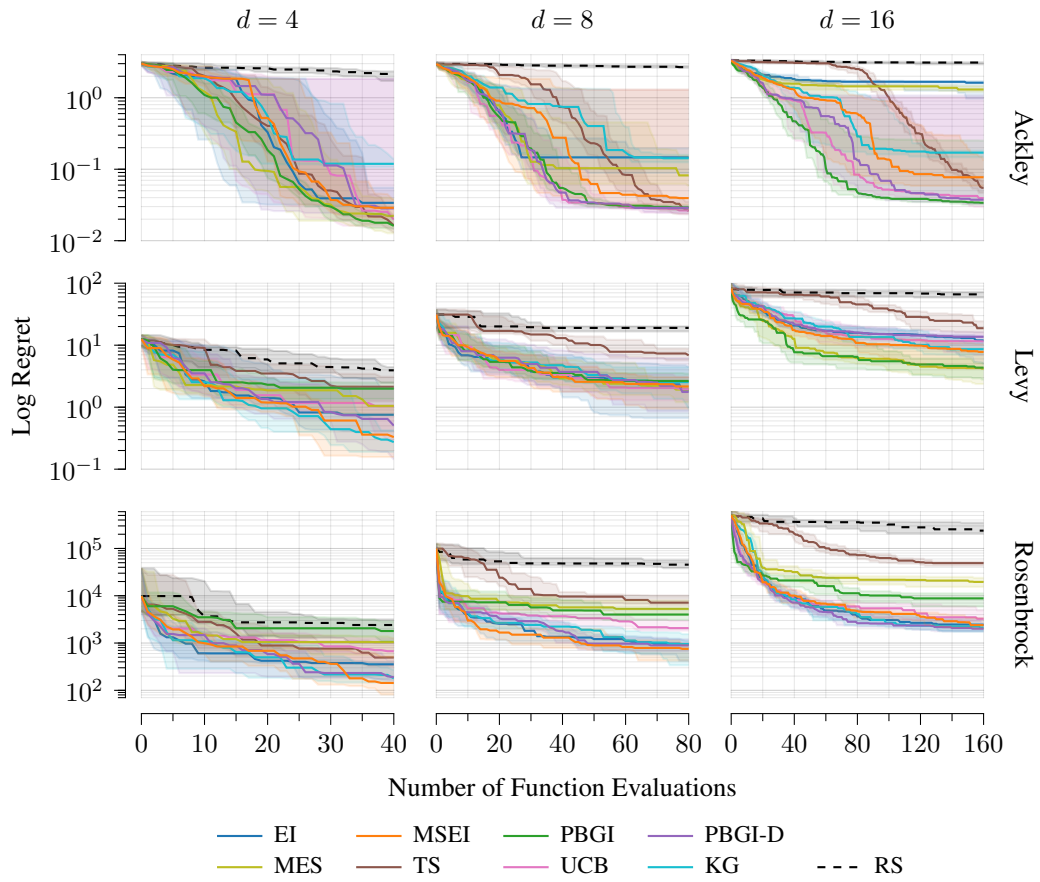 d = 4 d = 8 d = 16
10^0
10^{-1}
10^{-2}
Ackley
10^2
10^1
10^0
10^{-1}
Levy
Log Regret
10^5
10^4
10^3
10^2
Rosenbrock
0 10 20 30 40 0 20 40 60 80 0 40 80 120 160
Number of Function Evaluations
EI MSEI PBGI PBGI-D
MES TS UCB KG RS